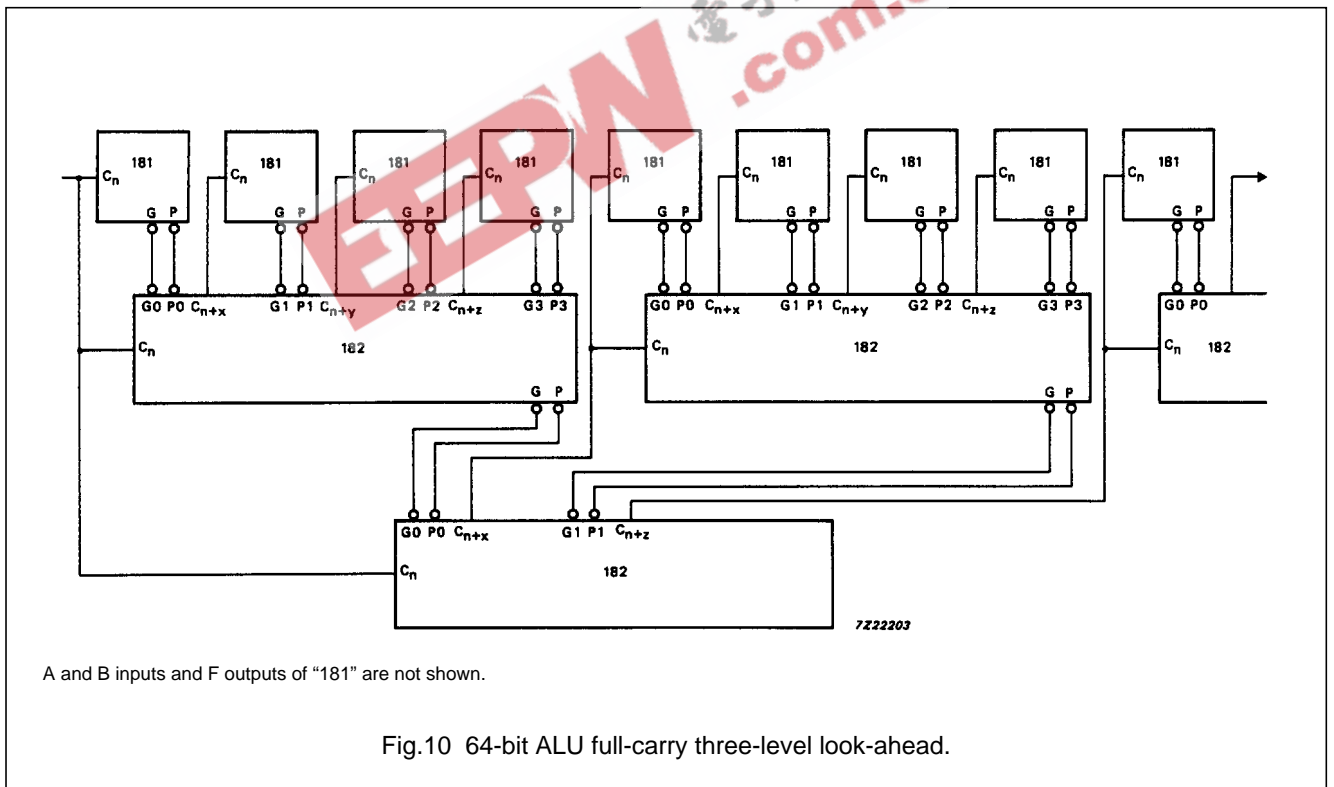 .com.
EEPW
181 181 181 181 181 181 181 181 181
Cn Cn Cn Cn Cn Cn Cn Cn Cn
G P G P G P G P G P G P G P G P G P
G0 P0 Cn+x G1 P1 Cn+y G2 P2 Cn+z G3 P3 G0 P0 Cn+x G1 P1 Cn+y G2 P2 Cn+z G3 P3 G0 P0
Cn 182 Cn 182 Cn 182
G P G P
G0 P0 Cn+x G1 P1 Cn+z
Cn 182
7Z22203
A and B inputs and F outputs of “181” are not shown.
Fig.10 64-bit ALU full-carry three-level look-ahead.